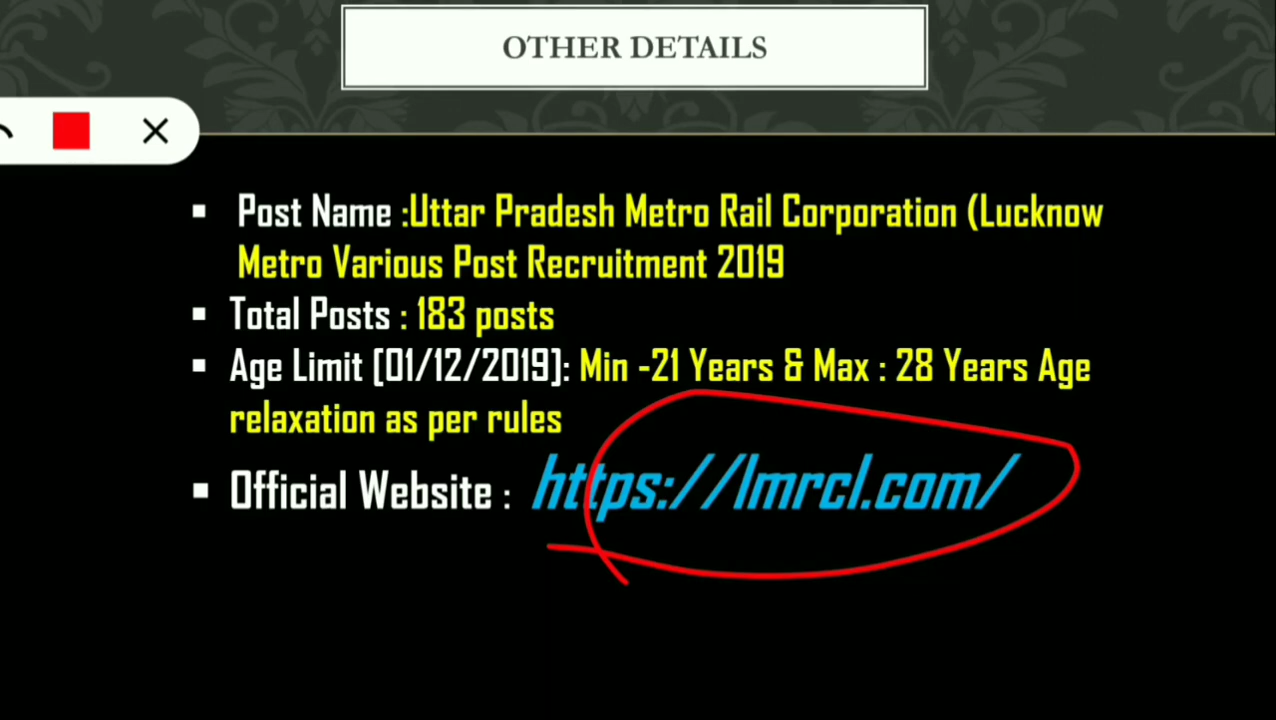 OTHER DETAILS
Post Name :Uttar Pradesh Metro Rail Corporation (Lucknow
Metro Various Post Recruitment 2019
Total Posts : 183 posts
Age Limit [01/12/2019]: Min -21 Years & Max : 28 Years Age
relaxation as per rules
Official Website : https://lmrcl.com/